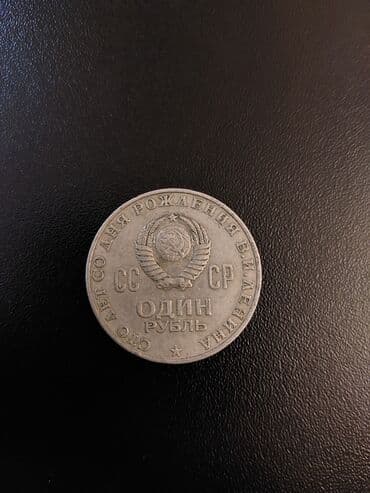 СТО ЛЕТ СО ДНЯ РОЖДЕНИЯ В.И.ЛЕНИНА
СС СР
ОДИН
РУБЛЬ